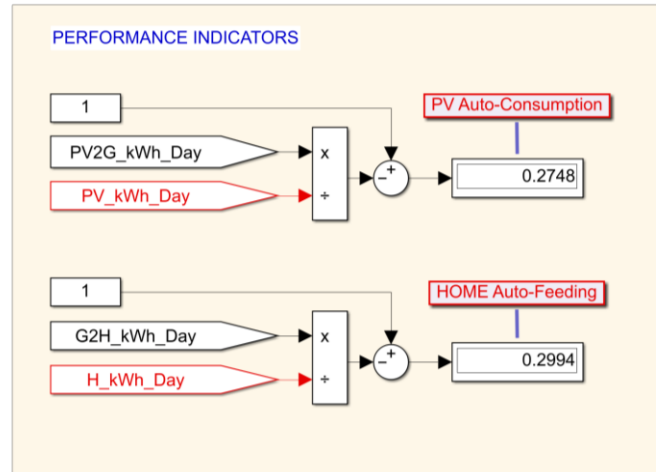 PERFORMANCE INDICATORS
1
PV Auto-Consumption
PV2G_kWh_Day
x
- +
0.2748
PV_kWh_Day
÷
1
HOME Auto-Feeding
G2H_kWh_Day
x
- +
0.2994
H_kWh_Day
÷